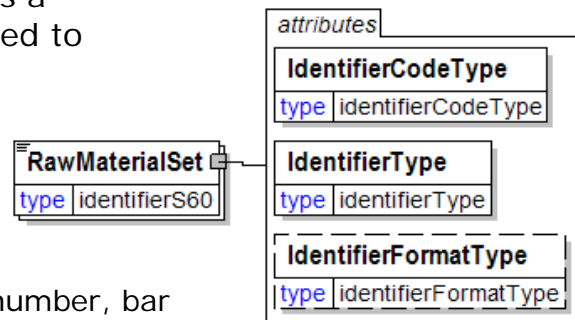 s a
ed to
attributes
IdentifierCodeType
type identifierCodeType
RawMaterialSet
type identifierS60
IdentifierType
type identifierType
IdentifierFormatType
type identifierFormatType
number, bar